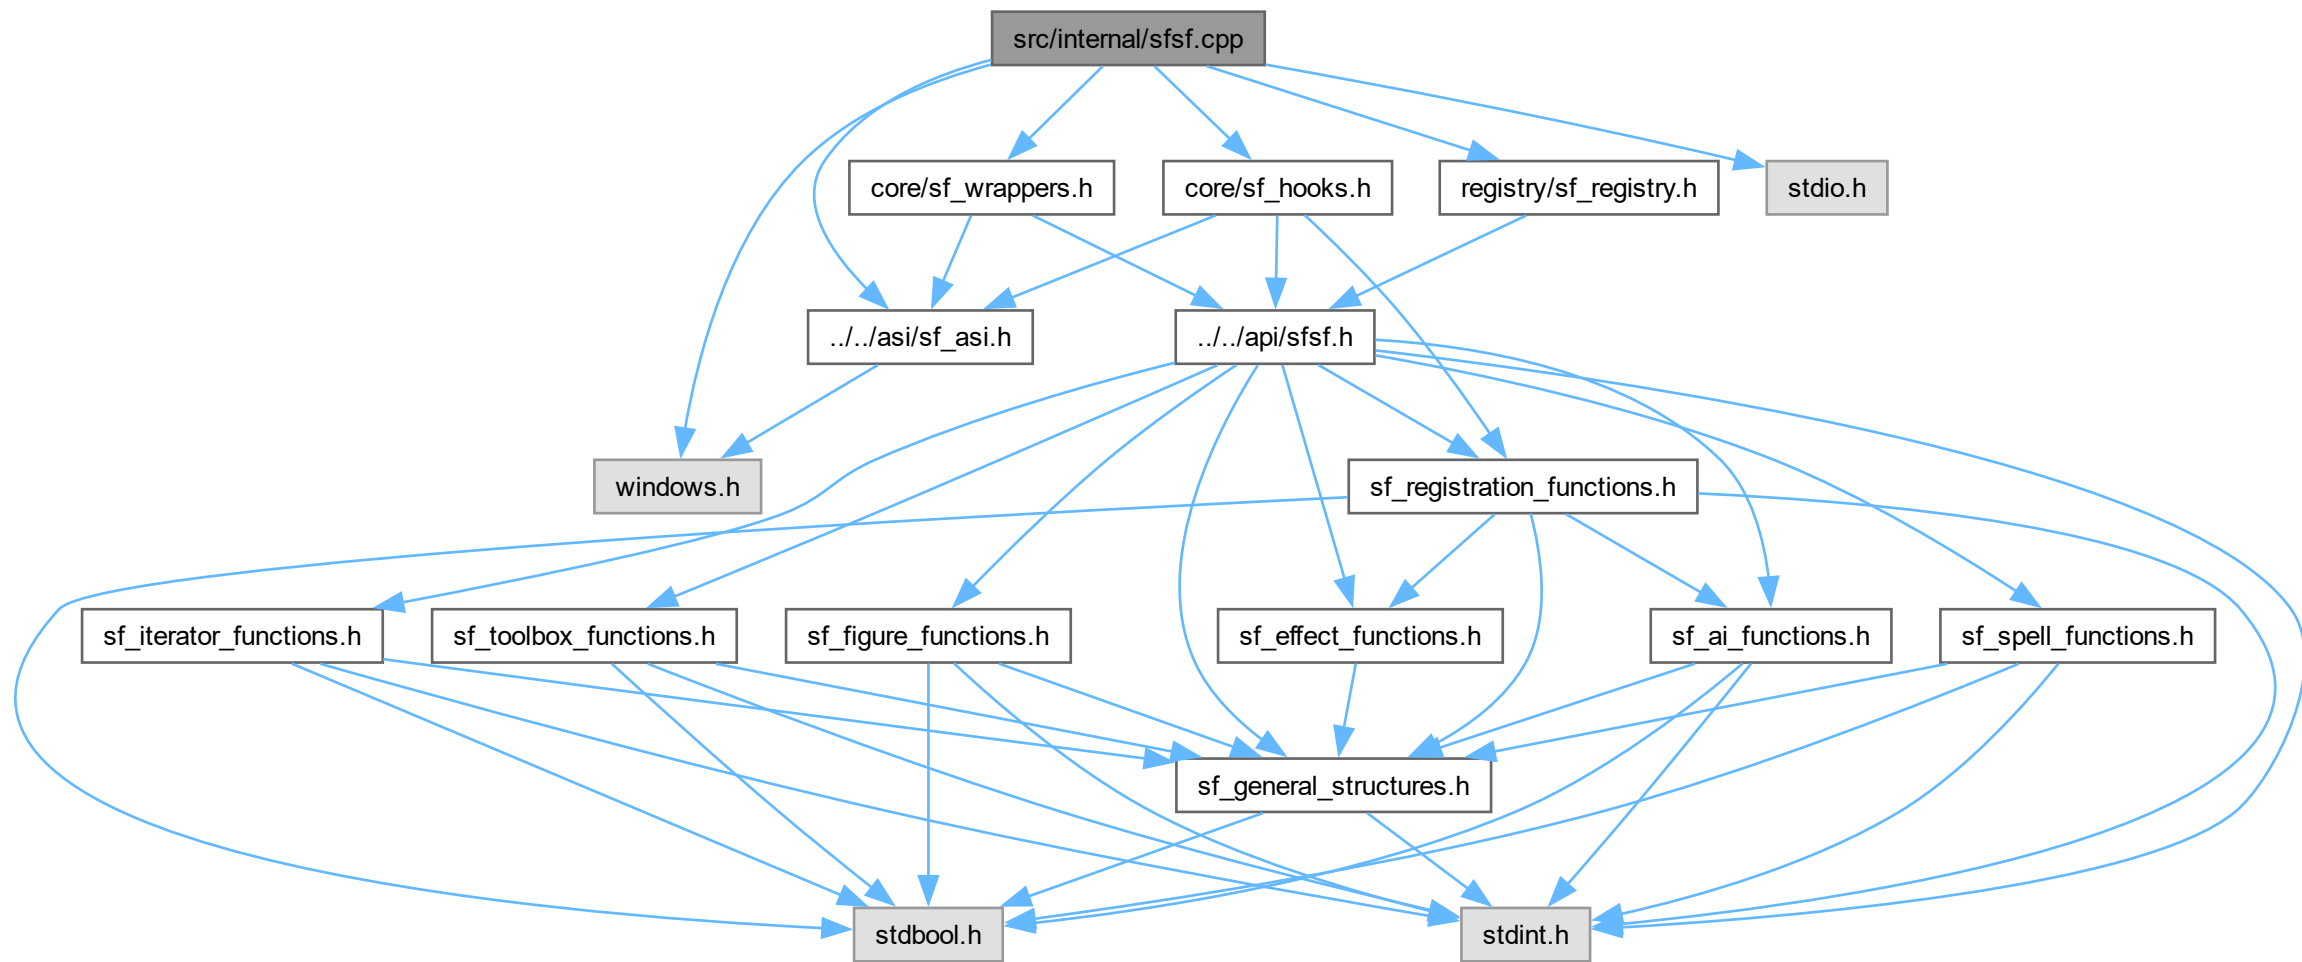 src/internal/sfsf.cpp
core/sf_wrappers.h
core/sf_hooks.h
registry/sf_registry.h
stdio.h
../../asi/sf_asi.h
../../api/sfsf.h
windows.h
sf_registration_functions.h
sf_iterator_functions.h
sf_toolbox_functions.h
sf_figure_functions.h
sf_effect_functions.h
sf_ai_functions.h
sf_spell_functions.h
sf_general_structures.h
stdbool.h
stdint.h